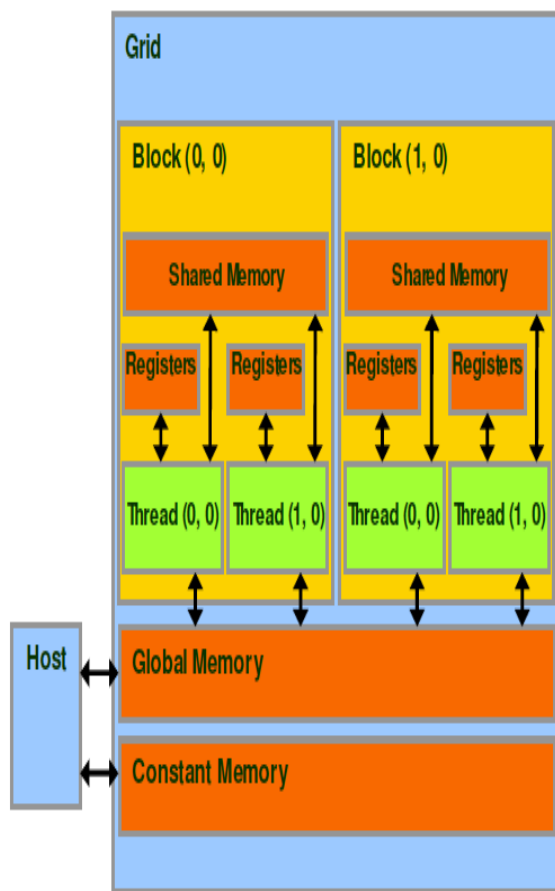 Grid
Block (0, 0)
Block (1, 0)
Shared Memory
Shared Memory
Registers
Registers
Registers
Registers
Thread (0, 0)
Thread (1, 0)
Thread (0, 0)
Thread (1, 0)
Host
Global Memory
Constant Memory